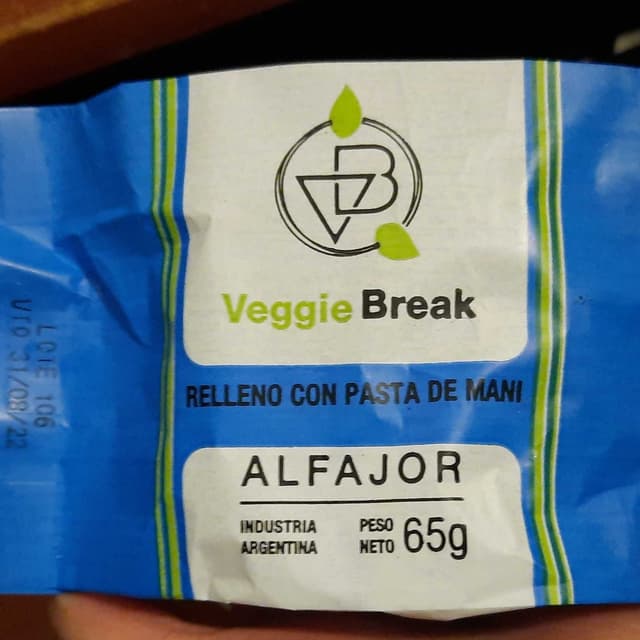 VB
Veggie Break
RELLENO CON PASTA DE MANI
ALFAJOR
INDUSTRIA
ARGENTINA
PESO
NETO
65g
LOTE 106
VTO 31/08/22